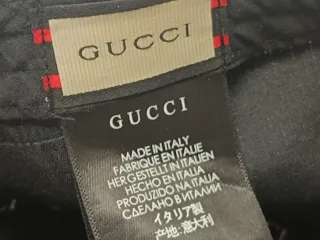 GUCCI
GUCCI
MADE IN ITALY
FABRIQUÉ EN ITALIE
HERGESTELLT IN ITALIEN
HECHO EN ITALIA
PRODUZIDO NA ITALIA
СДЕЛАНО В ИТАЛИИ
イタリア製
产地:意大利